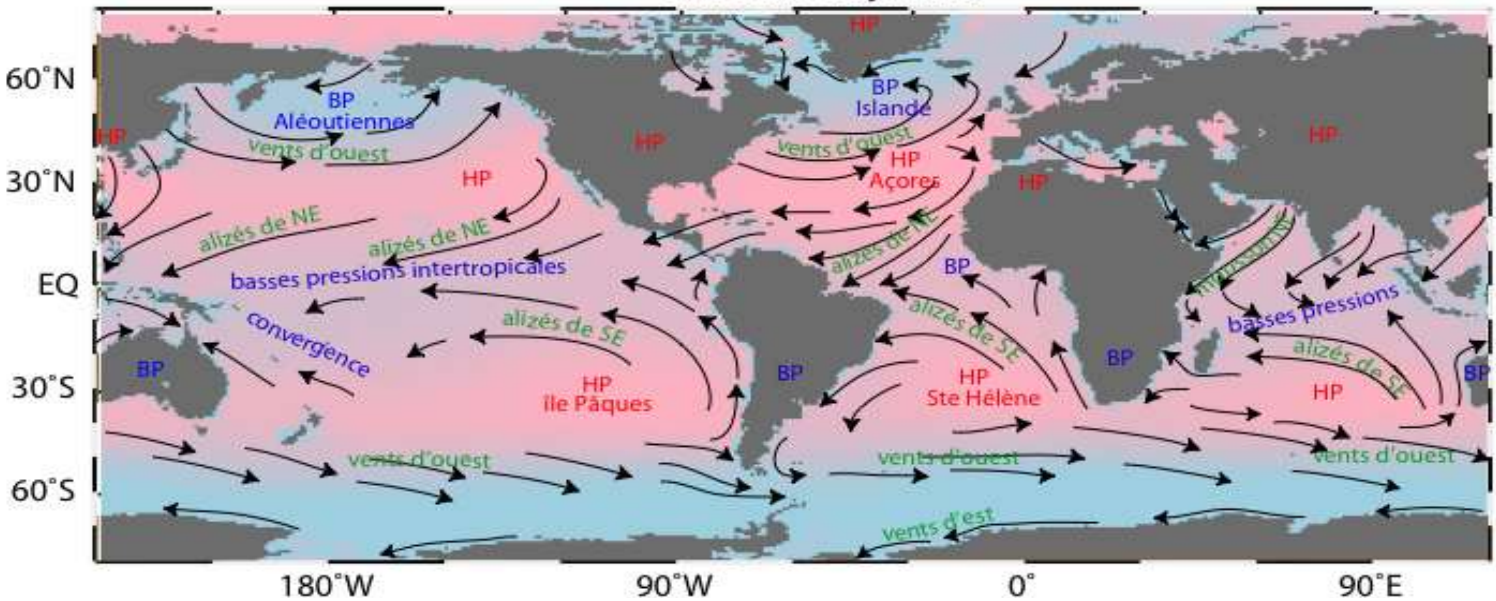 HP
60°N
BP
Aléoutiennes
BP
Islande
HP
HP
HP
vents d'ouest
vents d'ouest
HP
Açores
30°N
HP
HP
alizés de NE
alizés de NE
alizés de NE
mousson NE
basses pressions intertropicales
BP
EQ
basses pressions
convergence
alizés de SE
alizés de SE
alizés de SE
BP
BP
BP
BP
30°S
HP
île Pâques
HP
Ste Hélène
HP
vents d'ouest
vents d'ouest
vents d'ouest
60°S
vents d'est
180°W
90°W
0°
90°E